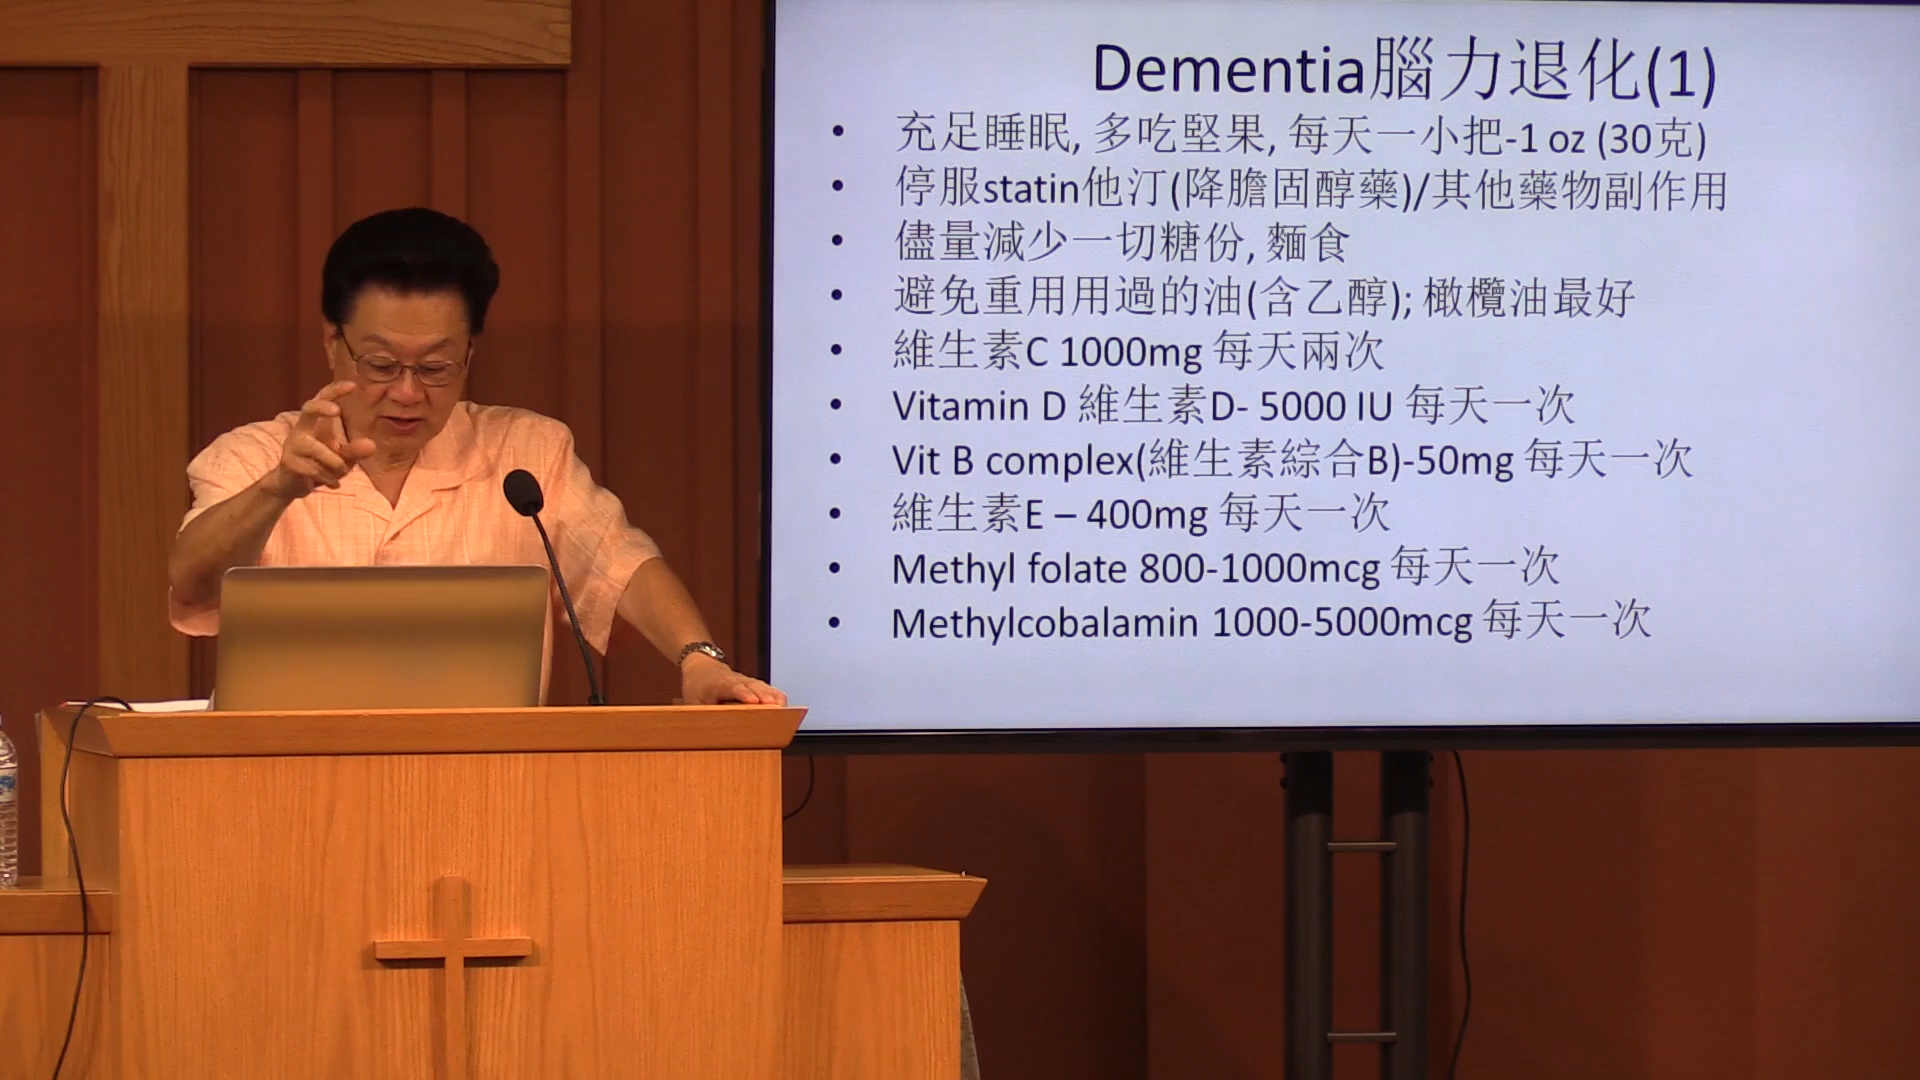 Dementia腦力退化(1)
• 充足睡眠, 多吃堅果, 每天一小把-1 oz (30克)
• 停服statin他汀(降膽固醇藥)/其他藥物副作用
• 儘量減少一切糖份, 麵食
• 避免重用用過的油(含乙醇); 橄欖油最好
• 維生素C 1000mg 每天兩次
• Vitamin D 維生素D- 5000 IU 每天一次
• Vit B complex(維生素綜合B)-50mg 每天一次
• 維生素E – 400mg 每天一次
• Methyl folate 800-1000mcg 每天一次
• Methylcobalamin 1000-5000mcg 每天一次